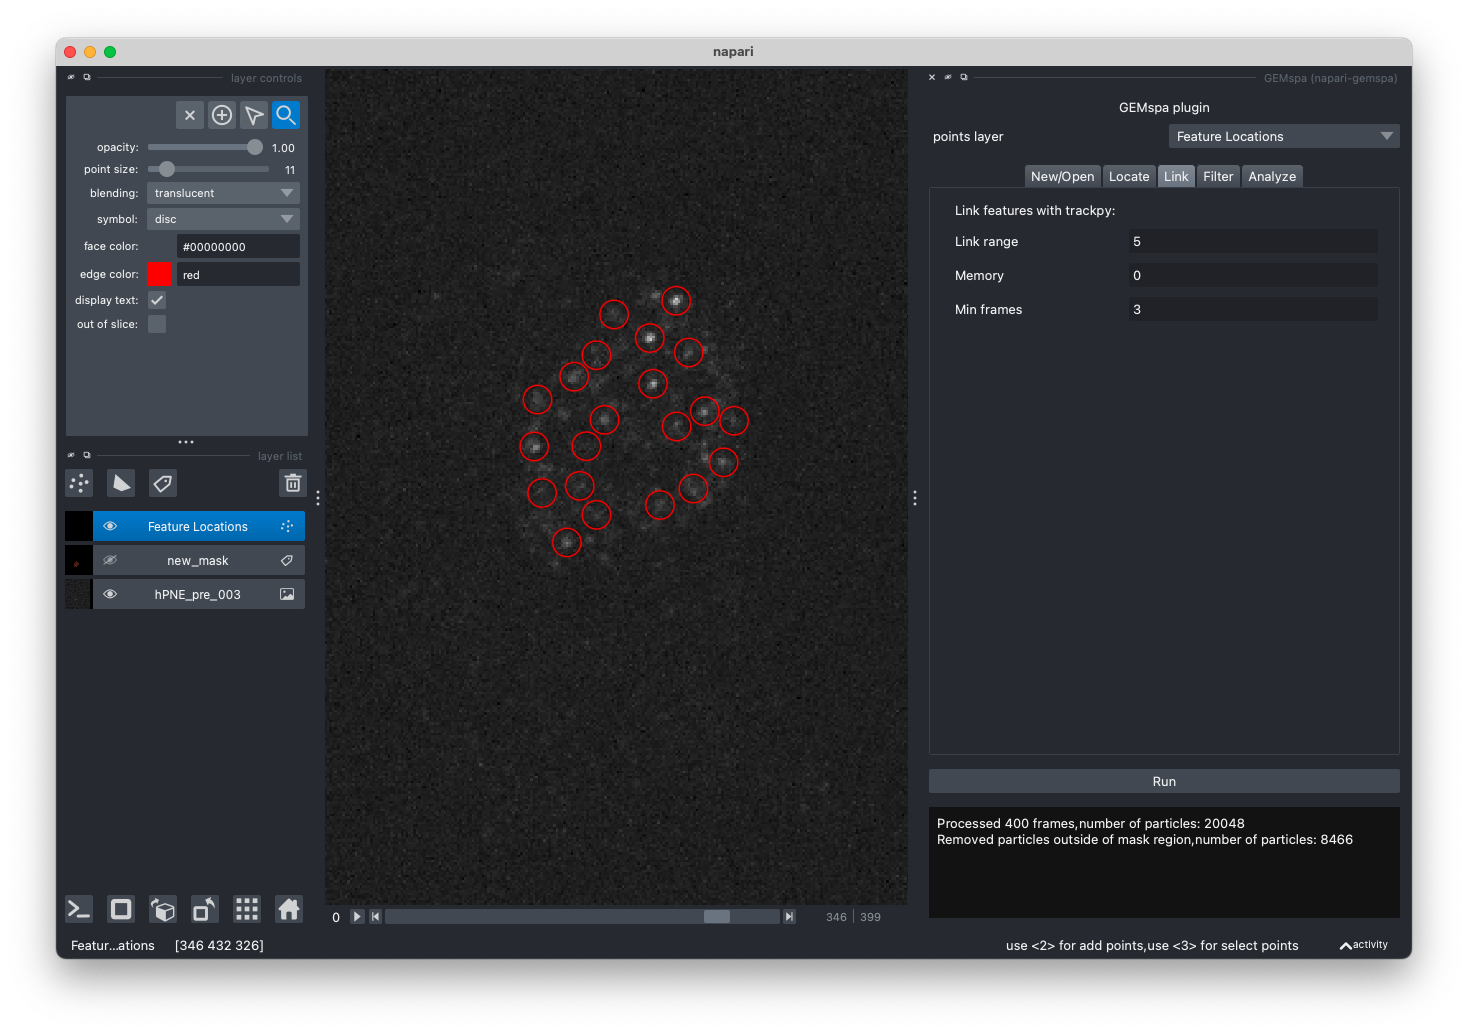 napari
layer controls
opacity: 1.00
point size: 11
blending: translucent
symbol: disc
face color: #00000000
edge color: red
display text:
out of slice:
layer list
Feature Locations
new_mask
hPNE_pre_003
0 346 399
Featur...ations [346 432 326]
GEMspa (napari-gemspa)
GEMspa plugin
points layer Feature Locations
New/Open Locate Link Filter Analyze
Link features with trackpy:
Link range 5
Memory 0
Min frames 3
Run
Processed 400 frames,number of particles: 20048
Removed particles outside of mask region,number of particles: 8466
use <2> for add points,use <3> for select points activity